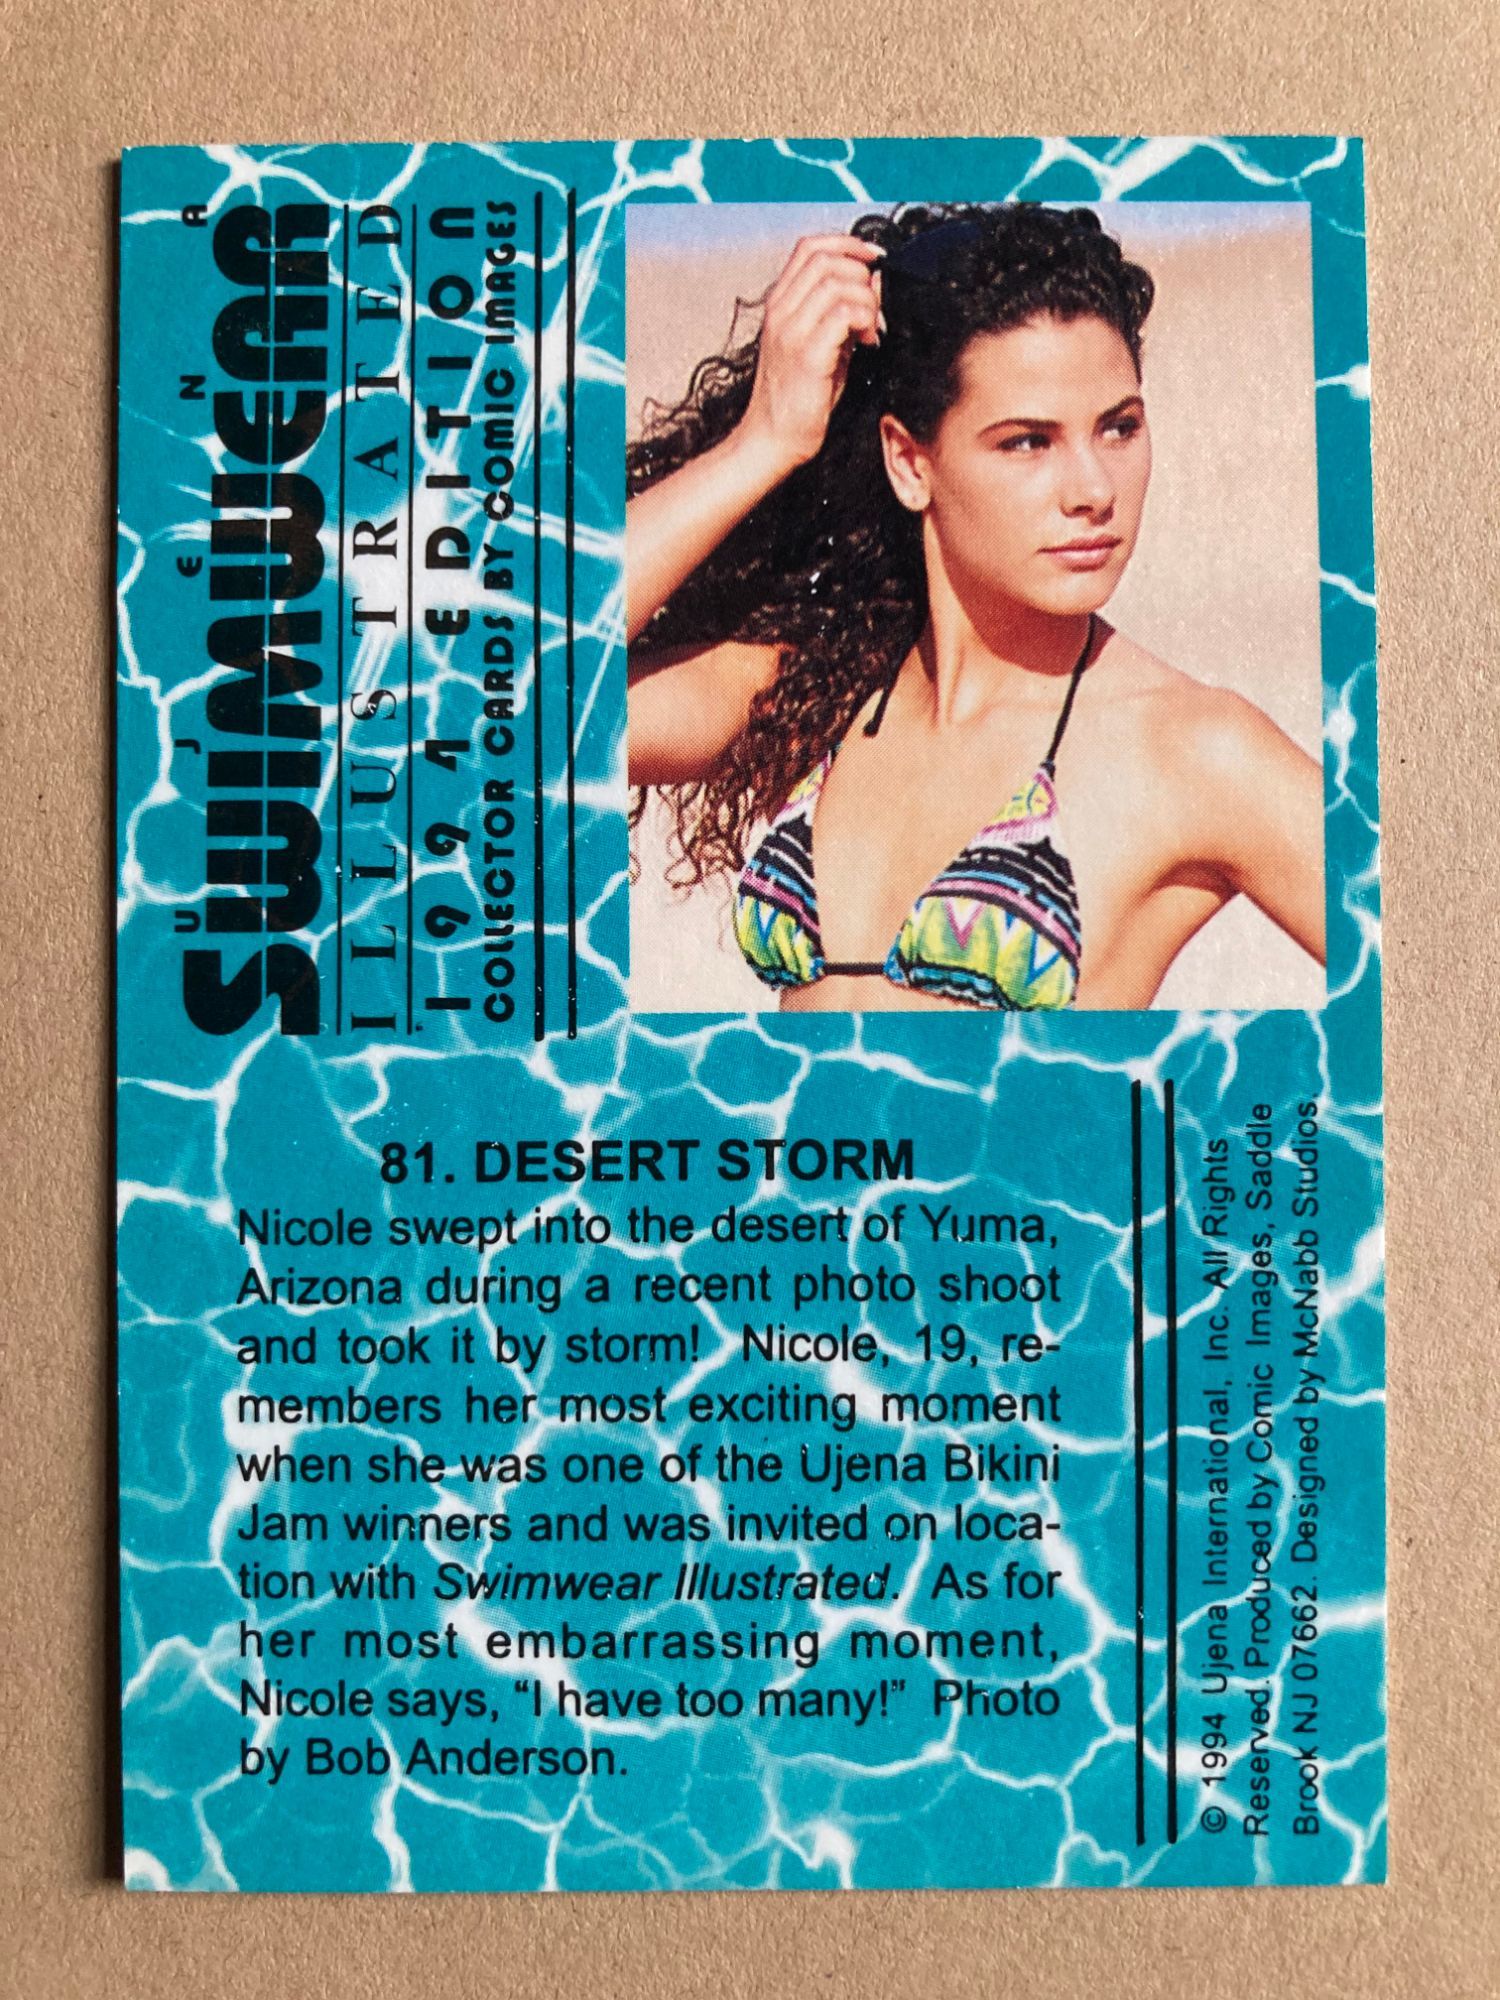 UJENA
SWIMWEAR
ILLUSTRATED
1994 EDITION
COLLECTOR CARDS BY COMIC IMAGES
81. DESERT STORM
Nicole swept into the desert of Yuma,
Arizona during a recent photo shoot
and took it by storm! Nicole, 19, re-
members her most exciting moment
when she was one of the Ujena Bikini
Jam winners and was invited on loca-
tion with Swimwear Illustrated. As for
her most embarrassing moment,
Nicole says, “I have too many!” Photo
by Bob Anderson.
© 1994 Ujena International, Inc. All Rights
Reserved. Produced by Comic Images, Saddle
Brook NJ 07662. Designed by McNabb Studios.